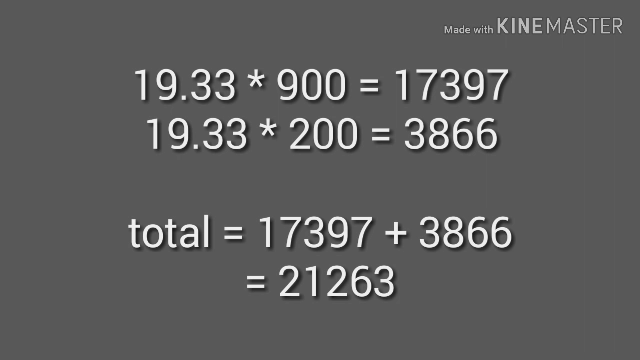 Made with KINEMASTER
19.33 * 900 = 17397
19.33 * 200 = 3866
total = 17397 + 3866
= 21263